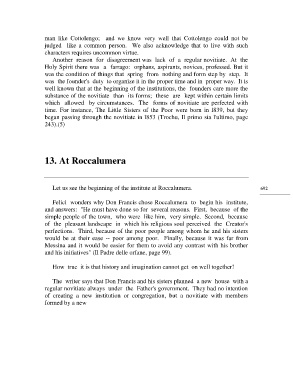 man like Cottolengo; and we know very well that Cottolengo could not be
judged like a common person. We also acknowledge that to live with such
characters requires uncommon virtue.
Another reason for disagreement was lack of a regular novitiate. At the
Holy Spirit there was a farrago: orphans, aspirants, novices, professed. But it
was the condition of things that spring from nothing and form step by step. It
was the founder's duty to organize it in the proper time and in proper way. It is
well known that at the beginning of the institutions, the founders care more the
substance of the novitiate than its forms; these are kept within certain limits
which allowed by circumstances. The forms of novitiate are perfected with
time. For instance, The Little Sisters of the Poor were born in 1839, but they
began passing through the novitiate in 1853 (Trochu, Il primo sia l'ultimo, page
243).(5)
13. At Roccalumera
Let us see the beginning of the institute at Roccalumera.
492
Felici wonders why Don Francis chose Roccalumera to begin his institute,
and answers: "He must have done so for several reasons. First, because of the
simple people of the town, who were like him, very simple. Second, because
of the pleasant landscape in which his religious soul perceived the Creator's
perfections. Third, because of the poor people among whom he and his sisters
would be at their ease -- poor among poor. Finally, because it was far from
Messina and it would be easier for him to avoid any contrast with his brother
and his initiatives" (Il Padre delle orfane, page 99).
How true it is that history and imagination cannot get on well together!
The writer says that Don Francis and his sisters planned a new house with a
regular novitiate always under the Father's government. They had no intention
of creating a new institution or congregation, but a novitiate with members
formed by a new